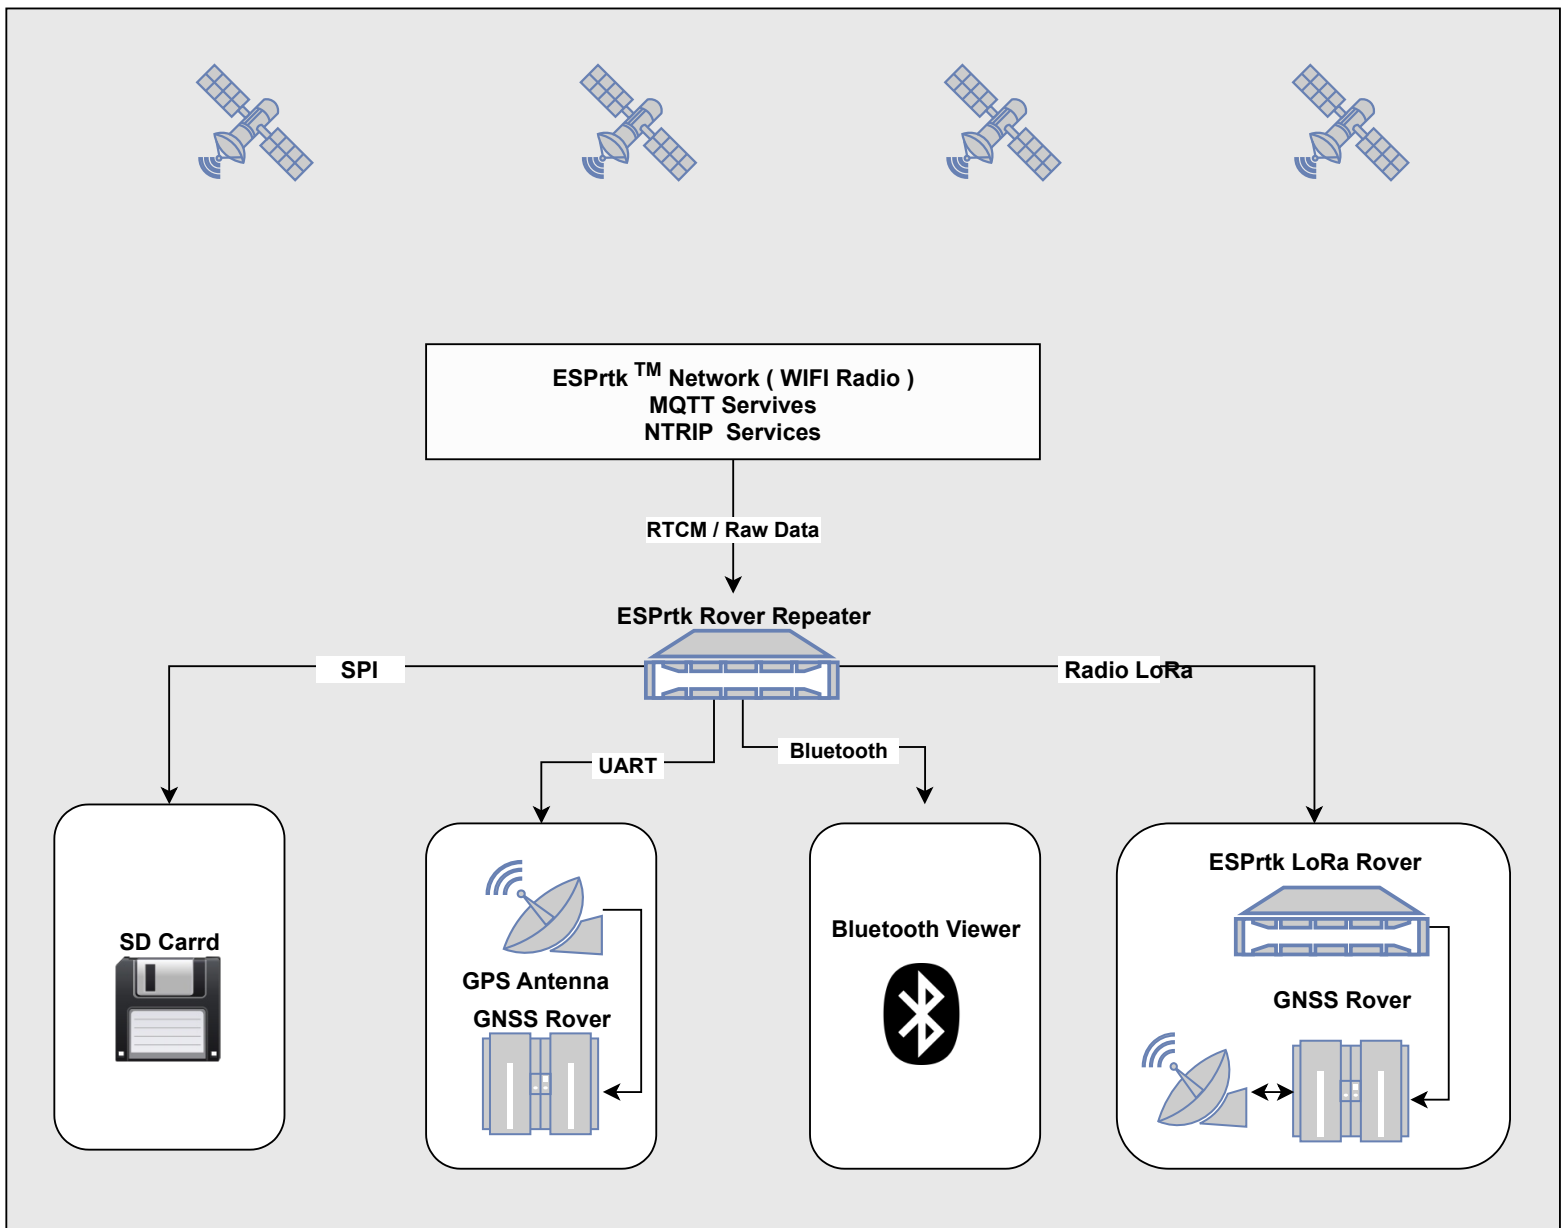 ESPrtk TM Network ( WIFI Radio )
MQTT Servives
NTRIP Services
RTCM / Raw Data
ESPrtk Rover Repeater
SPI
Radio LoRa
UART
Bluetooth
SD Carrd
GPS Antenna
GNSS Rover
Bluetooth Viewer
ESPrtk LoRa Rover
GNSS Rover